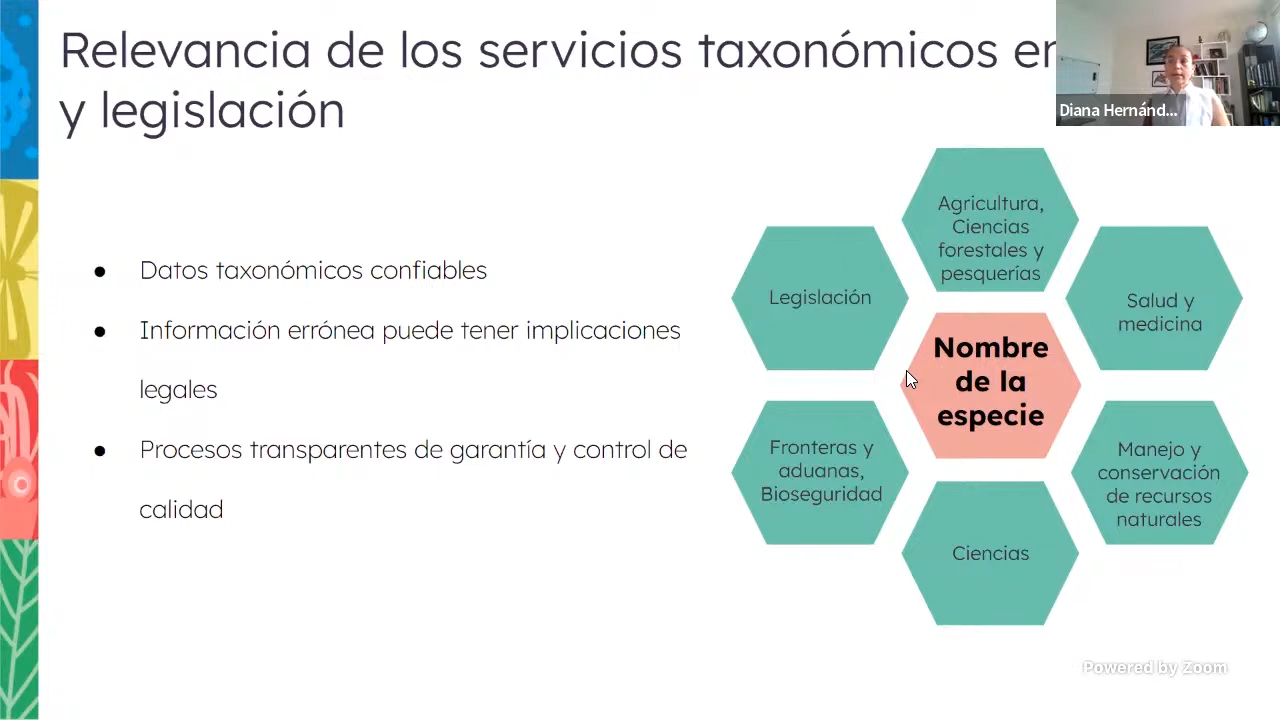 Relevancia de los servicios taxonómicos en
y legislación
Diana Hernánd...
Datos taxonómicos confiables
Información errónea puede tener implicaciones
legales
Procesos transparentes de garantía y control de
calidad
Agricultura,
Ciencias
forestales y
pesquerías
Legislación
Salud y
medicina
Nombre
de la
especie
Fronteras y
aduanas,
Bioseguridad
Manejo y
conservación
de recursos
naturales
Ciencias
Powered by Zoom